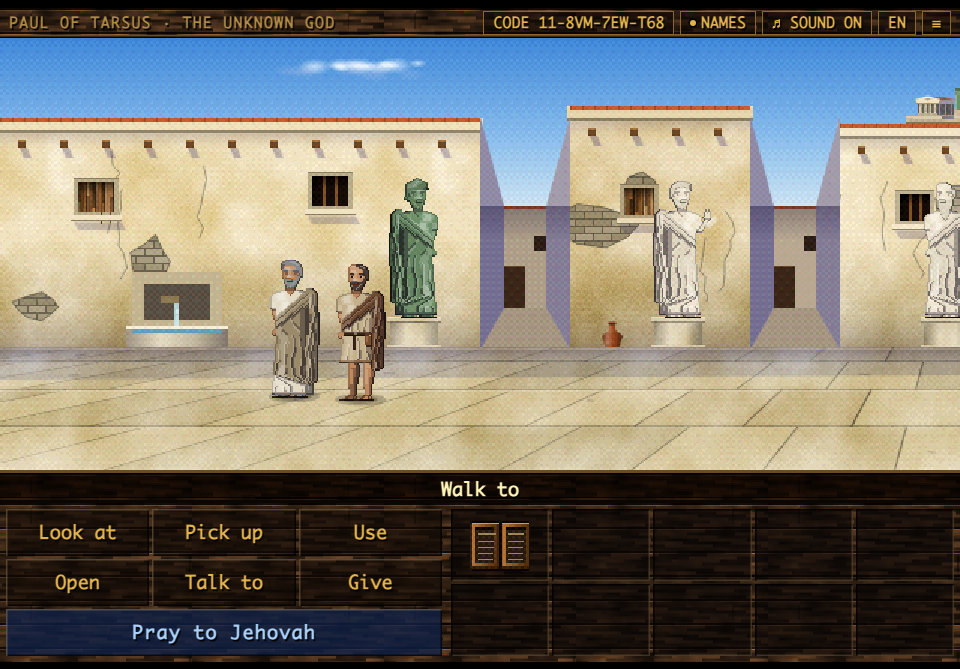 PAUL OF TARSUS · THE UNKNOWN GOD
CODE 11-8VM-7EW-T68
• NAMES
♬ SOUND ON
EN
≡
Walk to
Look at
Pick up
Use
Open
Talk to
Give
Pray to Jehovah